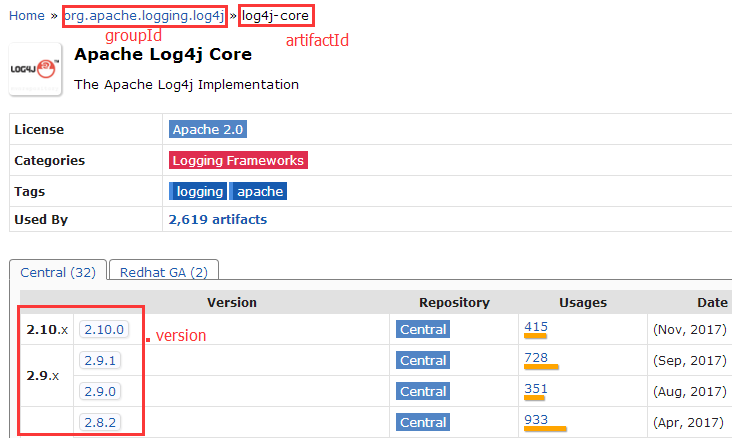 Home » org.apache.logging.log4j » log4j-core
groupId
artifactId
LOG4J
Apache Log4j Core
The Apache Log4j Implementation
License Apache 2.0
Categories Logging Frameworks
Tags logging apache
Used By 2,619 artifacts
Central (32) Redhat GA (2)
Version Repository Usages Date
2.10.x 2.10.0 Central 415 (Nov, 2017)
version
2.9.x 2.9.1 Central 728 (Sep, 2017)
2.9.0 Central 351 (Aug, 2017)
2.8.2 Central 933 (Apr, 2017)